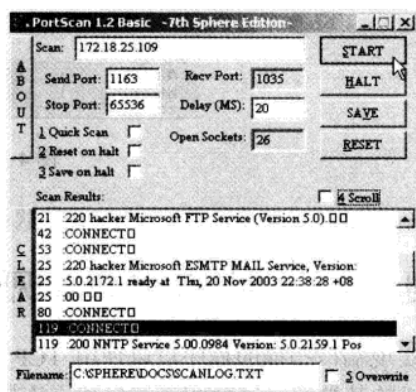 PortScan 1.2 Basic -7th Sphere Edition-
Scan: 172.18.25.109
START
ABOUT
Send Port: 1163
Recv Port: 1035
HALT
Stop Port: 65536
Delay (MS): 20
SAVE
1 Quick Scan
Open Sockets: 26
RESET
2 Reset on halt
3 Save on halt
Scan Results:
4 Scroll
CLEAR
21 :220 hacker Microsoft FTP Service (Version 5.0).
42 :CONNECT
53 :CONNECT
25 :220 hacker Microsoft ESMTP MAIL Service, Version:
25 :5.0.2172.1 ready at Thu, 20 Nov 2003 22:38:28 +08
25 :00
80 :CONNECT
119 :CONNECT
119 :200 NNTP Service 5.00.0984 Version: 5.0.2159.1 Pos
Filename: C:\SPHERE\DOCS\SCANLOG.TXT
5 Overwrite